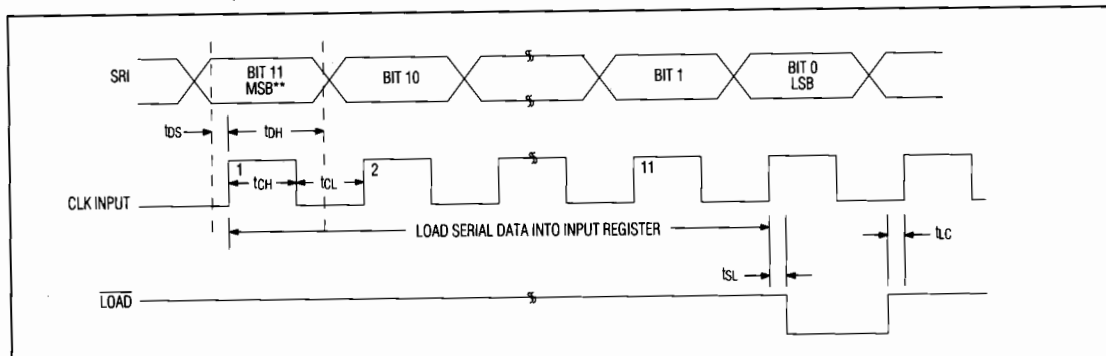 SRI
BIT 11
MSB**
BIT 10
BIT 1
BIT 0
LSB
tDS
tDH
1
2
11
tCH
tCL
CLK INPUT
LOAD SERIAL DATA INTO INPUT REGISTER
tLC
tSL
LOAD